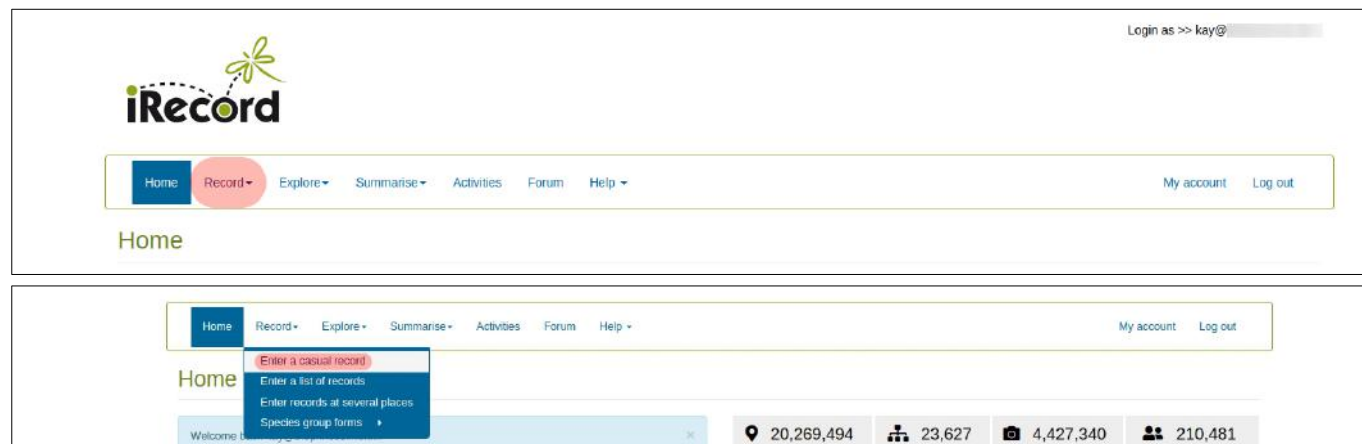 Login as >> kay@
iRecord
Home Record Explore Summarise Activities Forum Help My account Log out
Home
Home Record Explore Summarise Activities Forum Help My account Log out
Enter a casual record
Home
Enter a list of records
Enter records at several places
Species group forms
Welcome
20,269,494 23,627 4,427,340 210,481